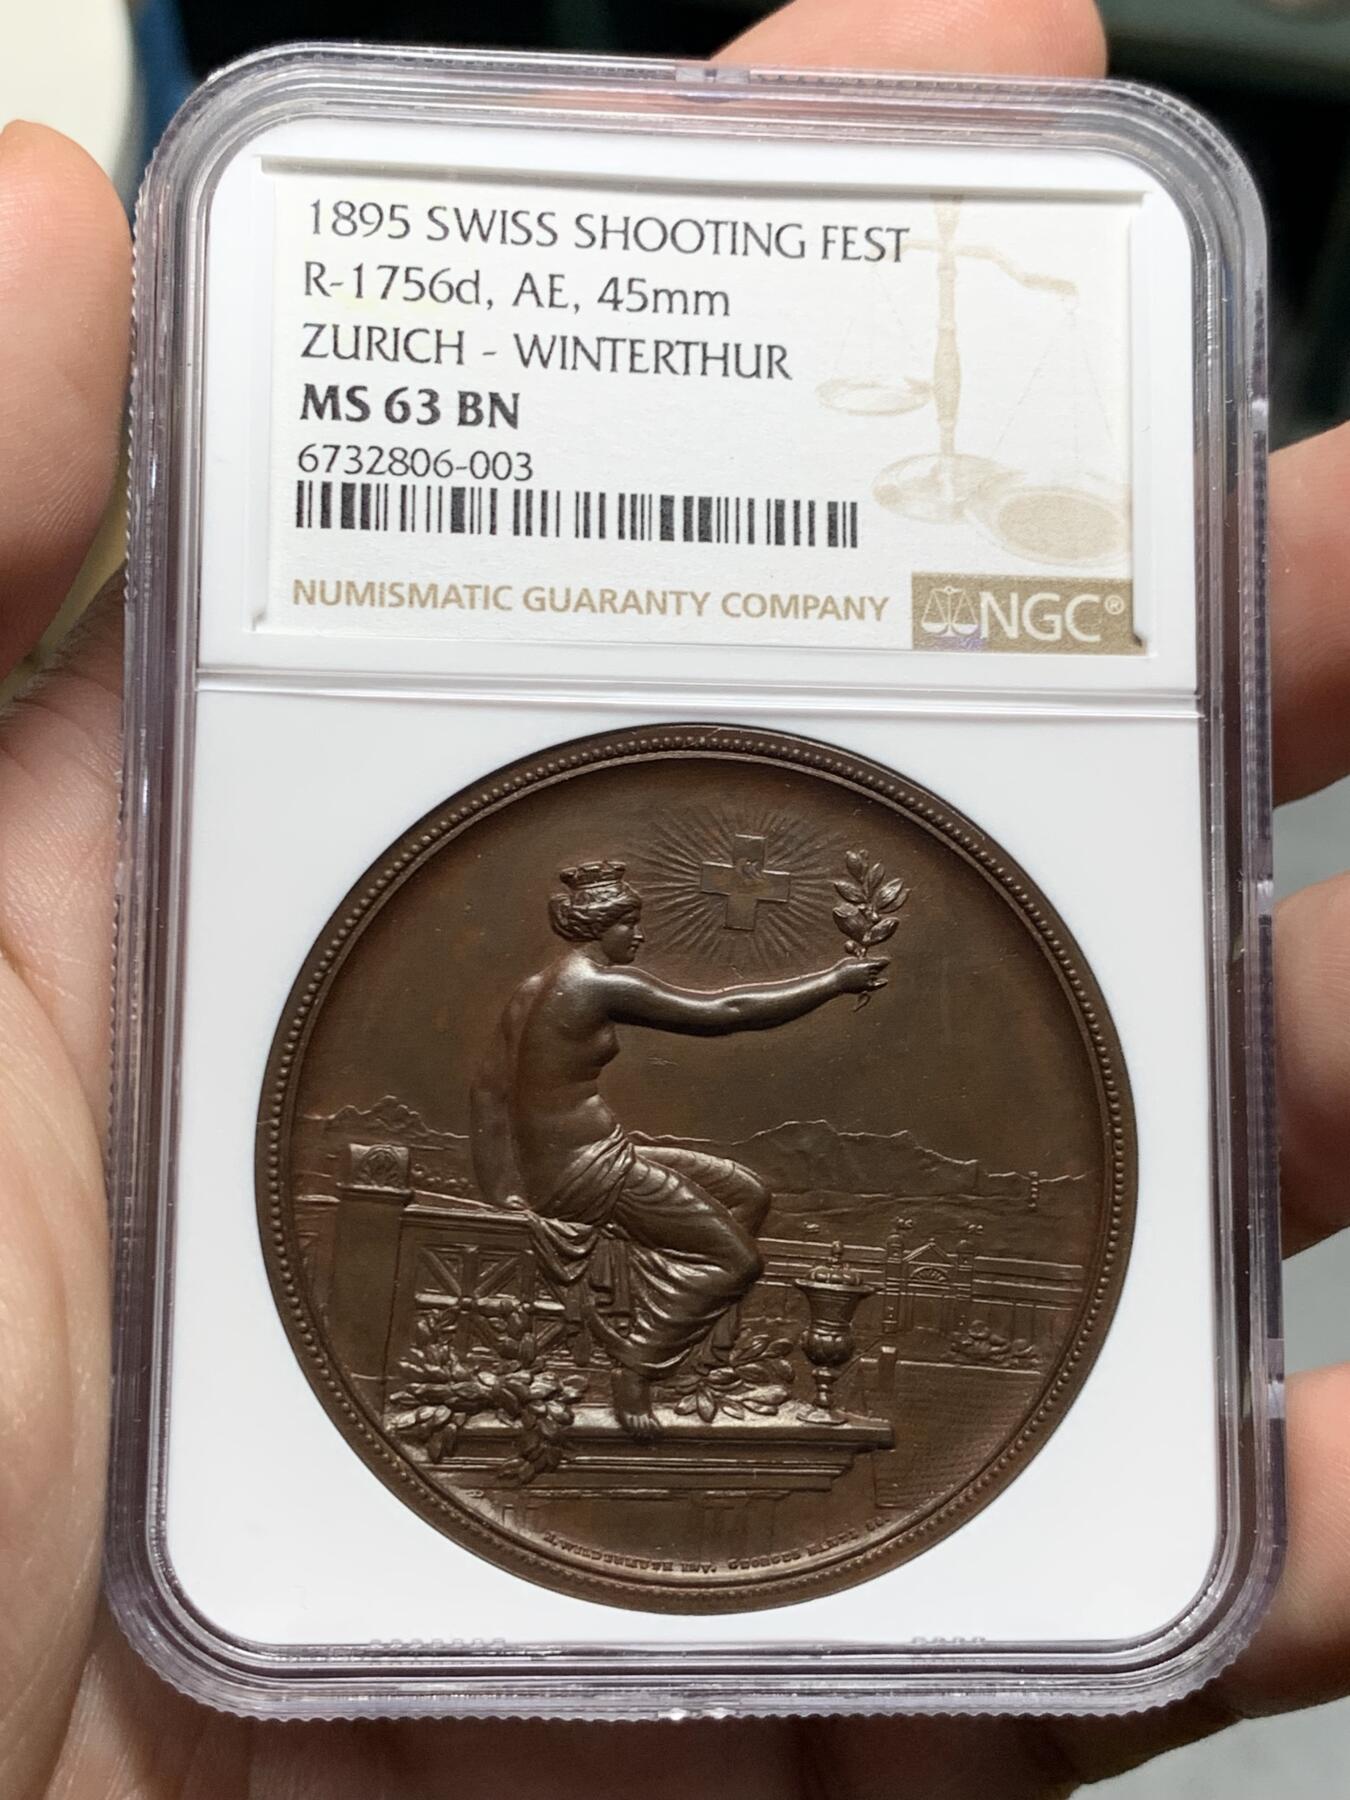 1895 SWISS SHOOTING FEST
R-1756d, AE, 45mm
ZURICH - WINTERTHUR
MS 63 BN
6732806-003
NUMISMATIC GUARANTY COMPANY
NGC®